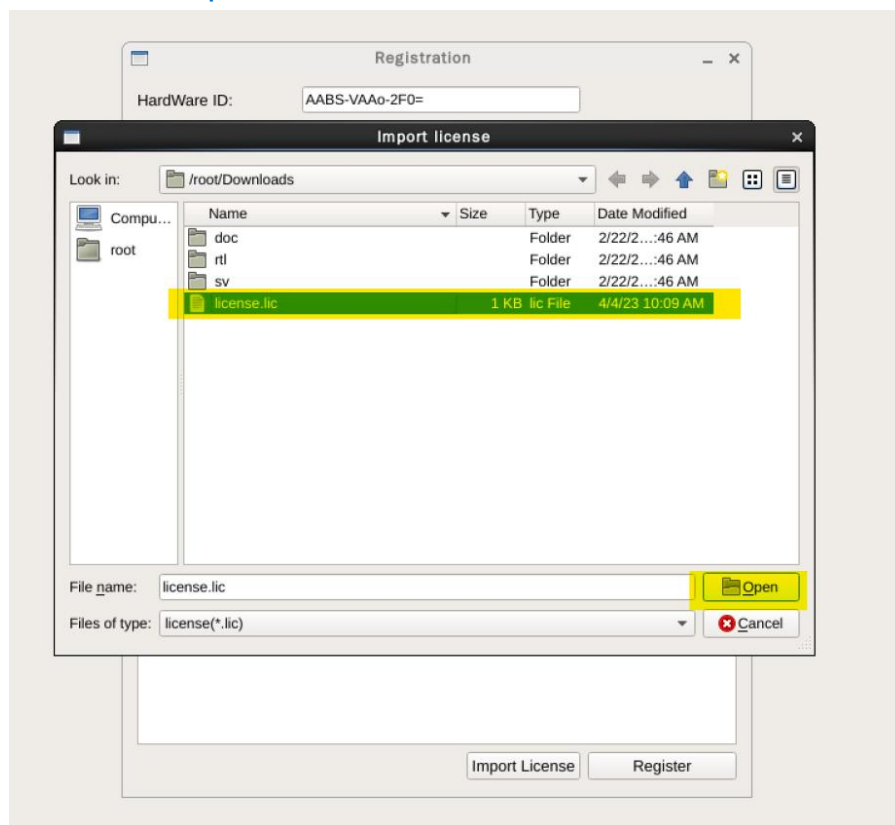 Registration
HardWare ID: AABS-VAAo-2F0=
Import license
Look in: /root/Downloads
Compu...
root
Name Size Type Date Modified
doc Folder 2/22/2...:46 AM
rtl Folder 2/22/2...:46 AM
sv Folder 2/22/2...:46 AM
license.lic 1 KB lic File 4/4/23 10:09 AM
File name: license.lic Open
Files of type: license(*.lic) Cancel
Import License Register